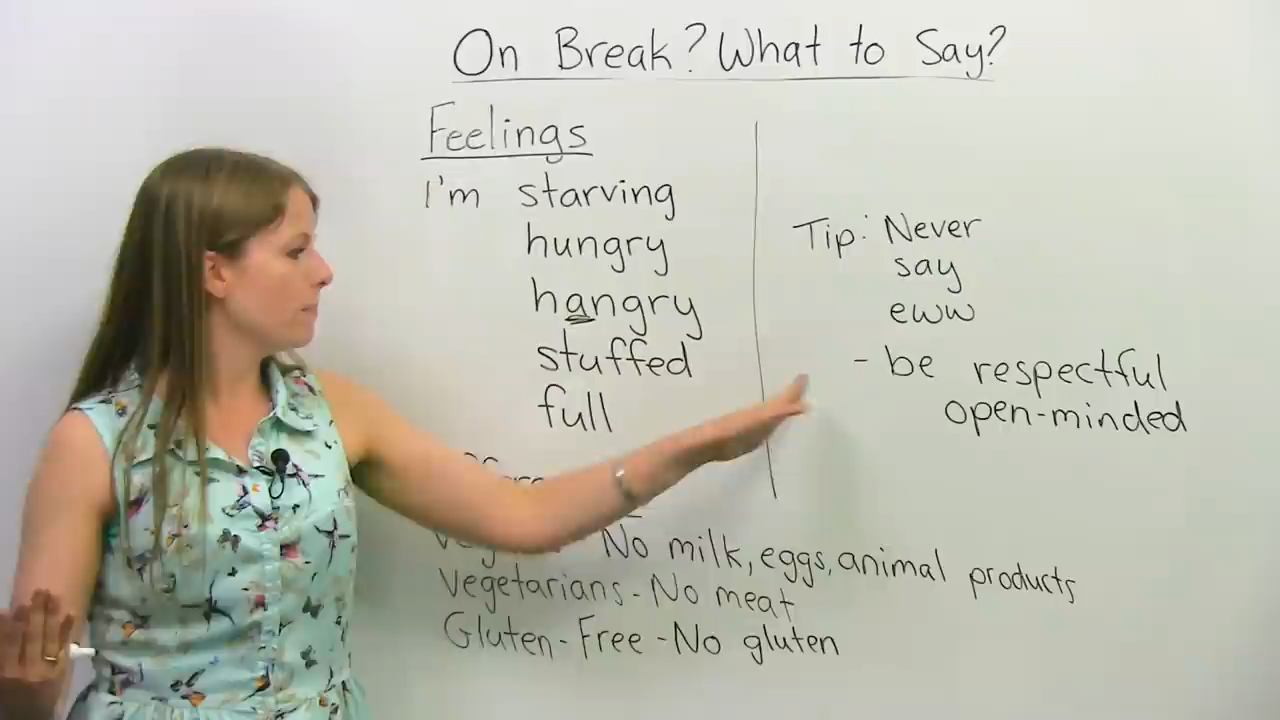 On Break? What to Say?
Feelings
I'm starving
hungry
hangry
stuffed
full
Tip: Never
say
eww
- be respectful
open-minded
No milk, eggs, animal products
Vegetarians - No meat
Gluten-Free - No gluten